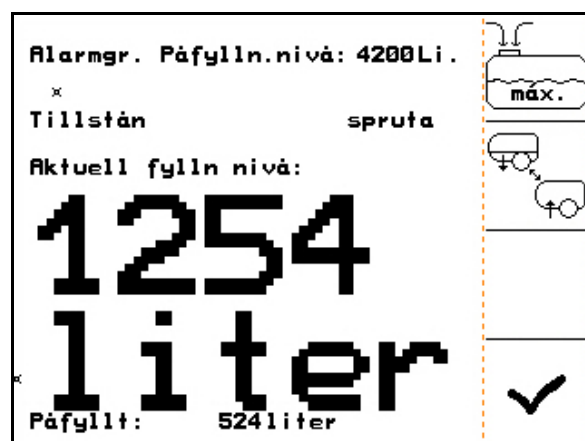 Alarmgr. Påfylln.nivå: 4200Li.
máx.
Tillstån spruta
Aktuell fylln nivå:
1254
liter
Påfyllt: 524liter